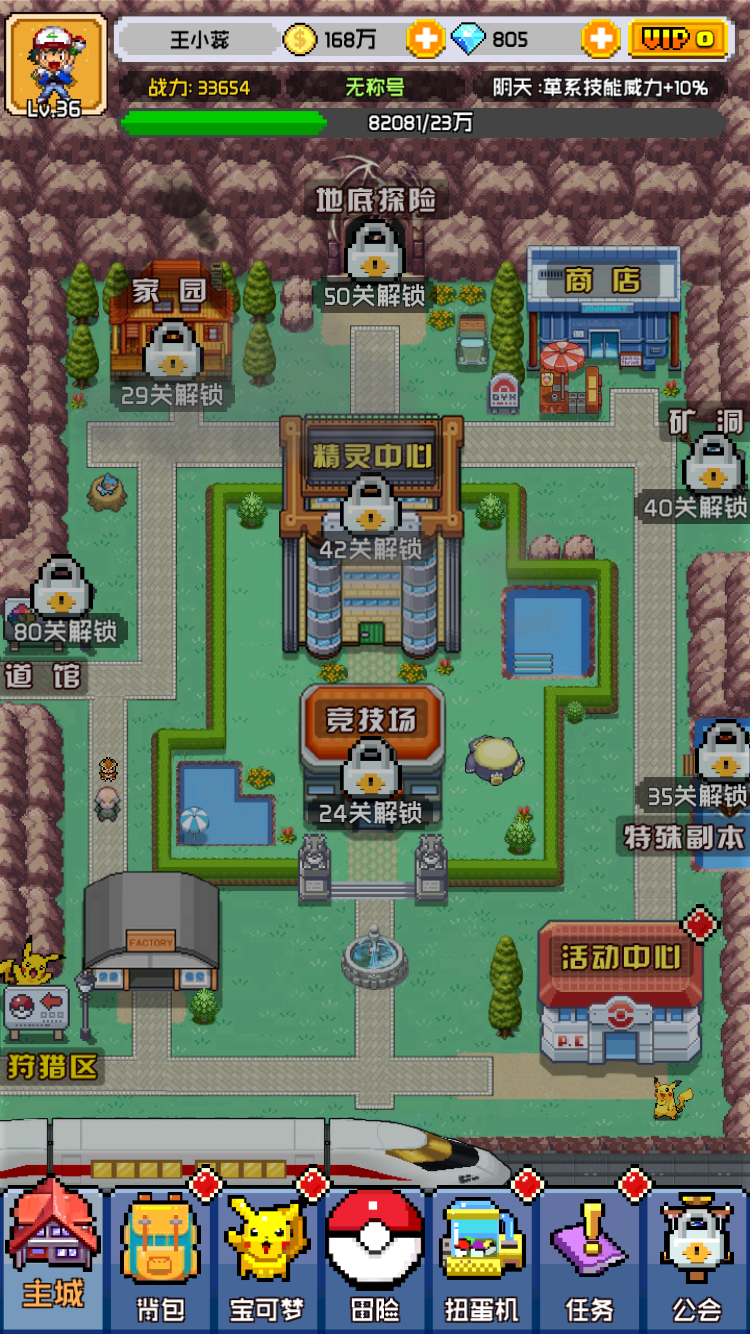 王小蕊 168万 805 VIP 0
Lv.36 战力: 33654 无称号 阴天 :草系技能威力+10%
82081/23万
地底探险
50关解锁
商 店
家 园
29关解锁
GYM
矿 洞
40关解锁
精灵中心
42关解锁
80关解锁
道 馆
竞技场
24关解锁
35关解锁
特殊副本
FACTORY
活动中心
P.C
狩猎区
主城 背包 宝可梦 冒险 扭蛋机 任务 公会